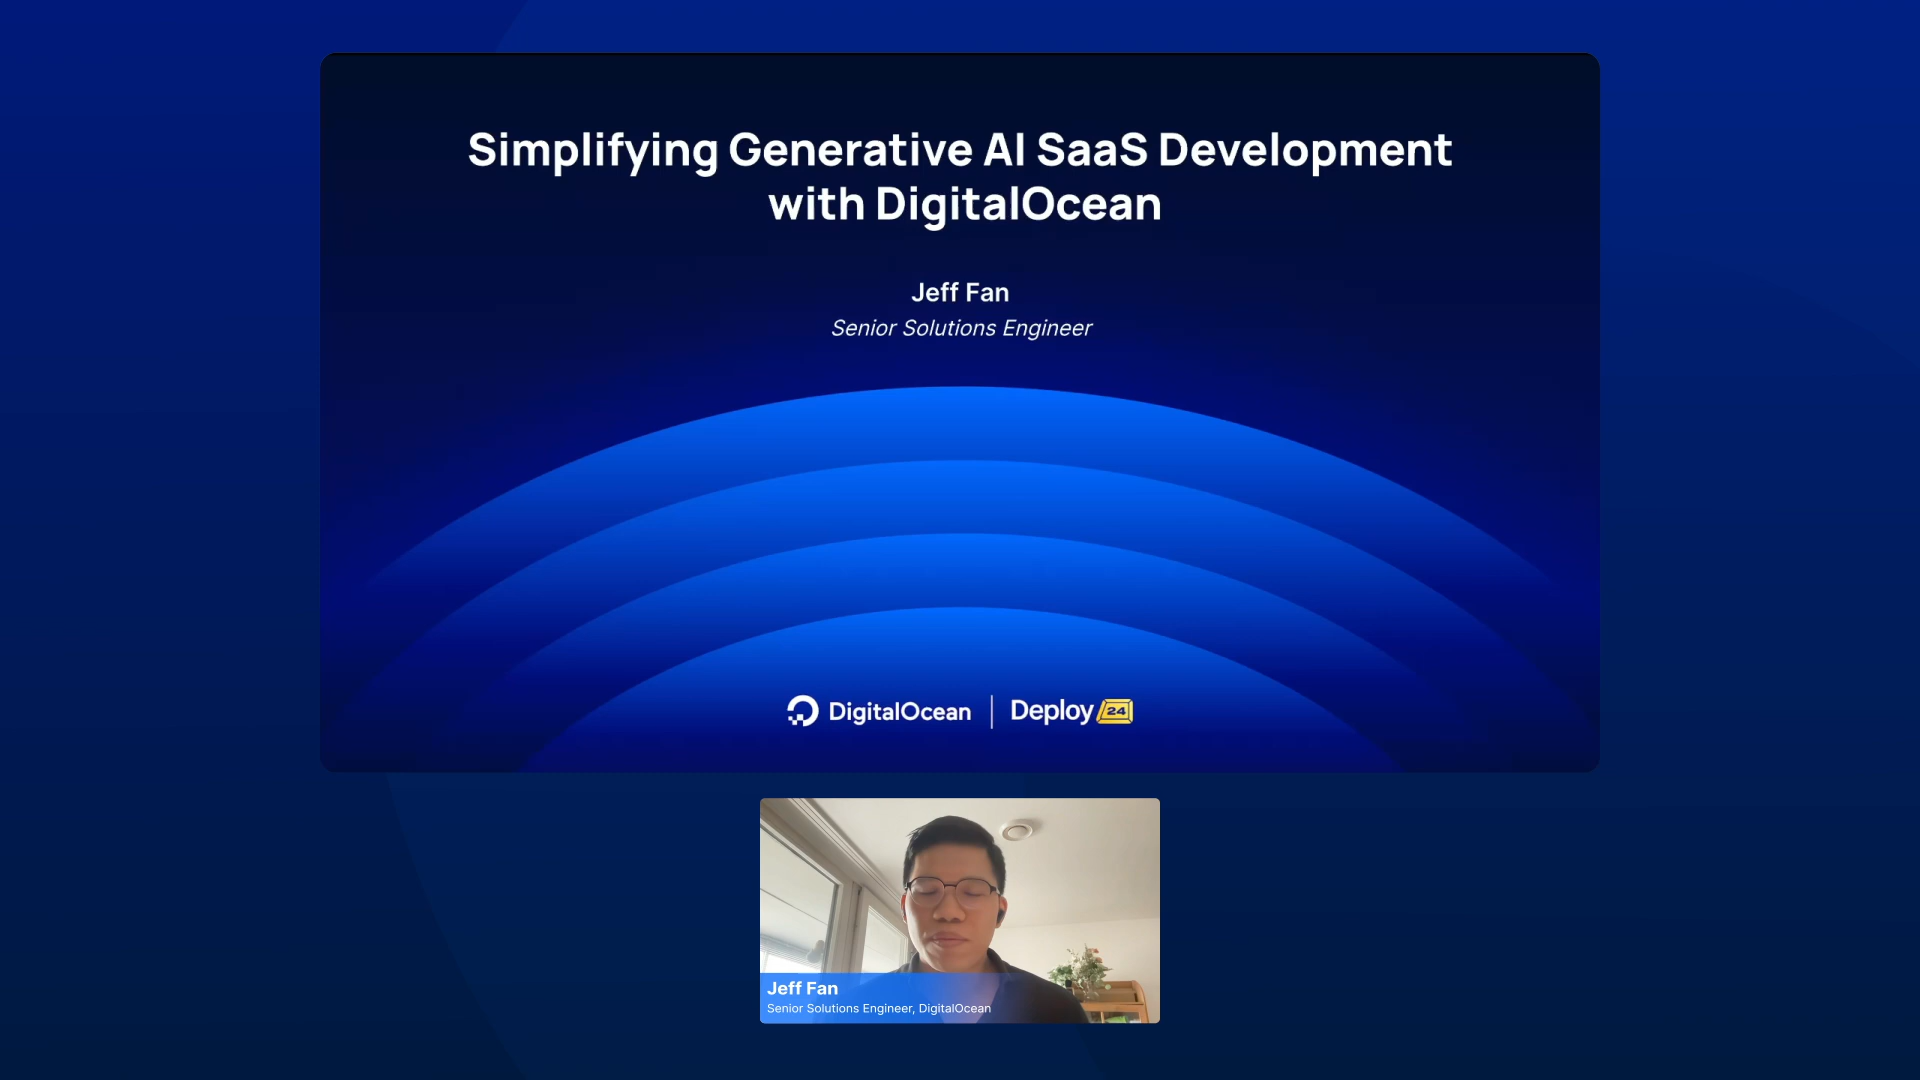 Simplifying Generative AI SaaS Development
with DigitalOcean
Jeff Fan
Senior Solutions Engineer
DigitalOcean | Deploy 24
Jeff Fan
Senior Solutions Engineer, DigitalOcean